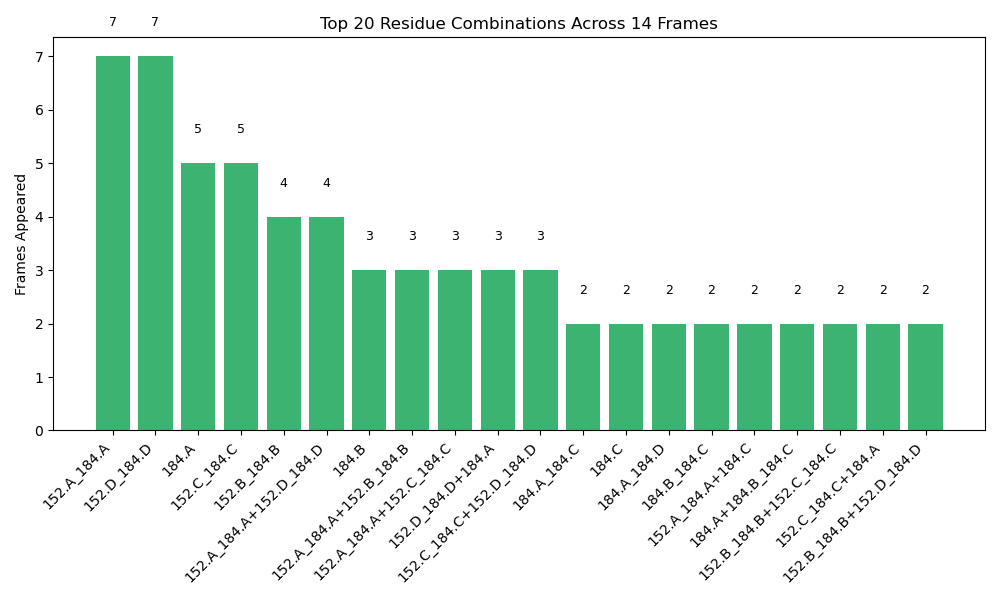 Top 20 Residue Combinations Across 14 Frames
7 7 5 5 4 4 3 3 3 3 3 2 2 2 2 2 2 2 2 2
Frames Appeared
7
6
5
4
3
2
1
0
152.A_184.A
152.D_184.D
184.A
152.C_184.C
152.B_184.B
152.A_184.A+152.D_184.D
184.B
152.A_184.A+152.B_184.B
152.A_184.A+152.C_184.C
152.D_184.D+184.A
152.C_184.C+152.D_184.D
184.A_184.C
184.C
184.A_184.D
184.B_184.C
152.A_184.A+184.C
184.A+184.B_184.C
152.B_184.B+152.C_184.C
152.C_184.C+184.A
152.B_184.B+152.D_184.D